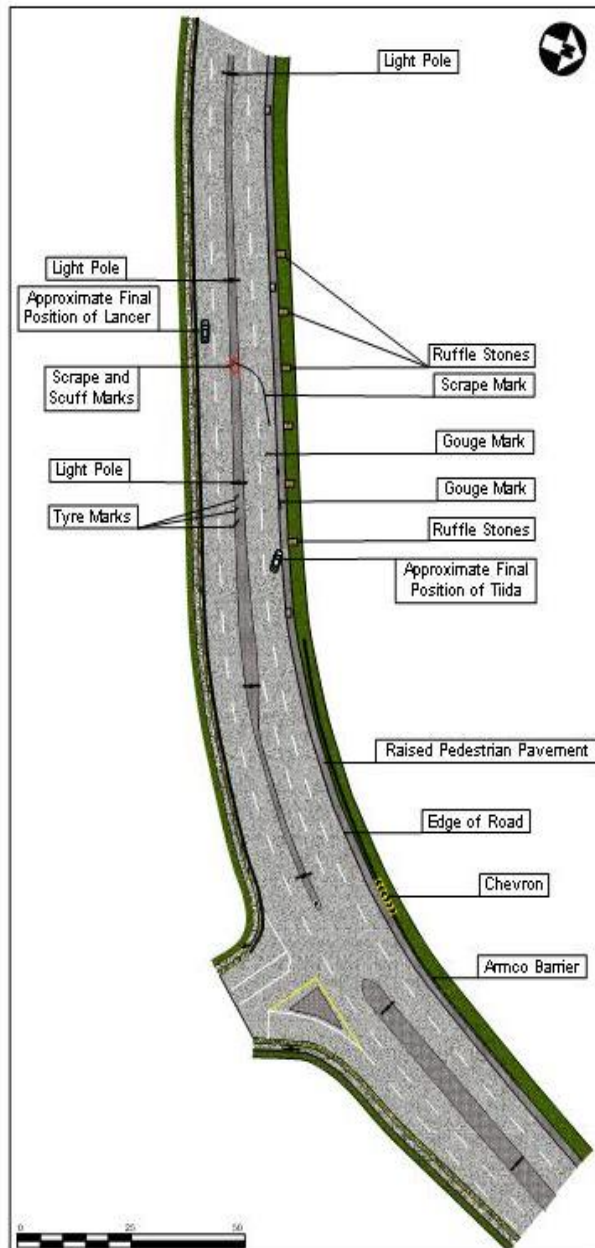 Light Pole
Light Pole
Approximate Final
Position of Lancer
Ruffle Stones
Scrape and
Scuff Marks
Scrape Mark
Gouge Mark
Light Pole
Gouge Mark
Tyre Marks
Ruffle Stones
Approximate Final
Position of Tiida
Raised Pedestrian Pavement
Edge of Road
Chevron
Armco Barrier
0 25 50